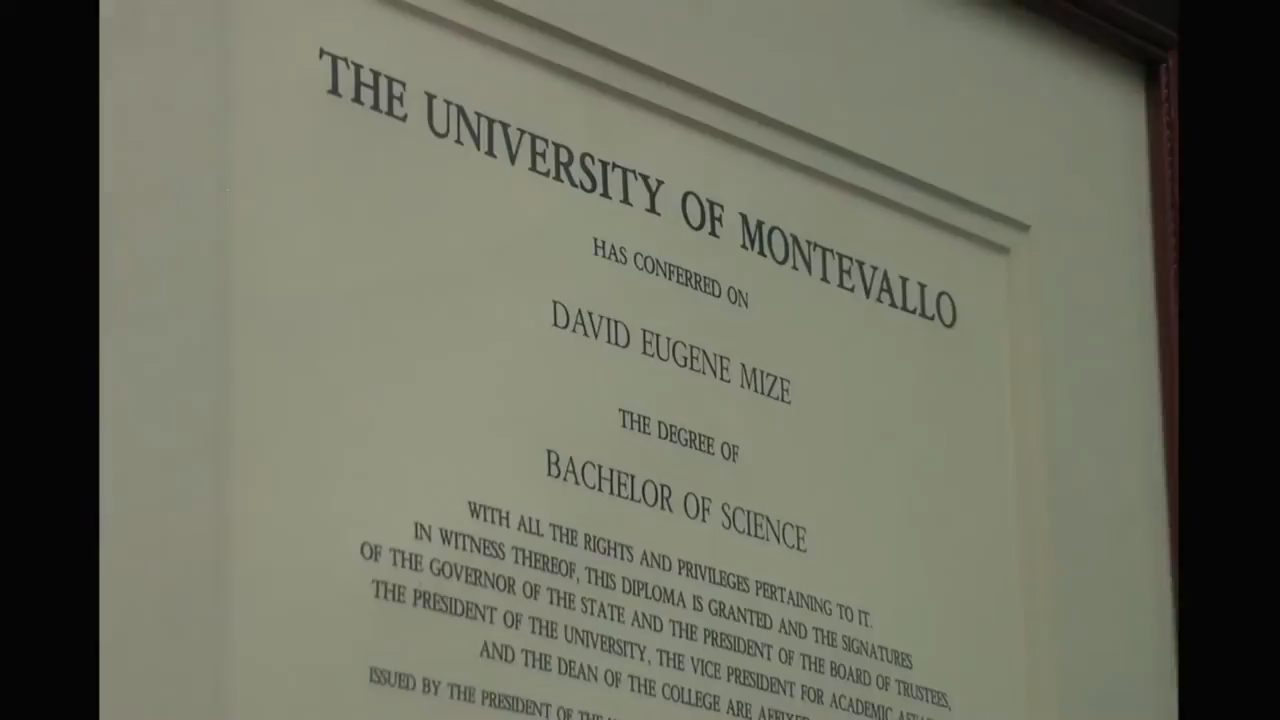 THE UNIVERSITY OF MONTEVALLO
HAS CONFERRED ON
DAVID EUGENE MIZE
THE DEGREE OF
BACHELOR OF SCIENCE
WITH ALL THE RIGHTS AND PRIVILEGES PERTAINING TO IT.
IN WITNESS THEREOF, THIS DIPLOMA IS GRANTED AND THE SIGNATURES
OF THE GOVERNOR OF THE STATE AND THE PRESIDENT OF THE BOARD OF TRUSTEES,
THE PRESIDENT OF THE UNIVERSITY, THE VICE PRESIDENT FOR ACADEMIC
AND THE DEAN OF THE COLLEGE ARE
ISSUED BY THE PRESIDENT OF